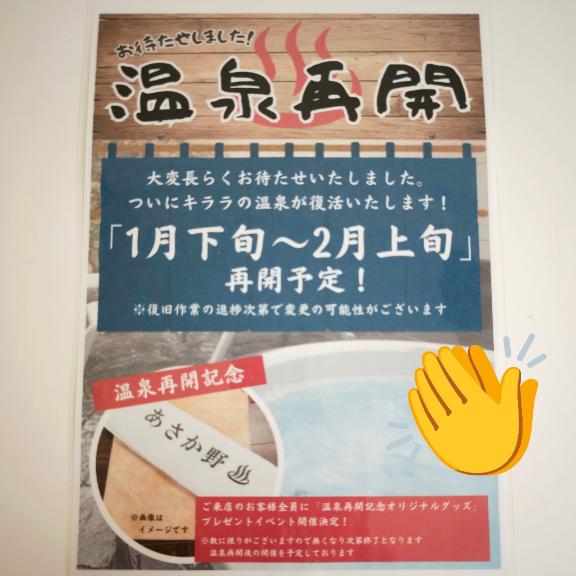 お待たせしました!
温泉再開
大変長らくお待たせいたしました。
ついにキララの温泉が復活いたします!
「1月下旬～2月上旬」
再開予定!
※復旧作業の進捗次第で変更の可能性がございます
温泉再開記念
あさか野♨
※画像は
イメージです
ご来店のお客様全員に「温泉再開記念オリジナルグッズ」
プレゼントイベント開催決定!
※数に限りがございますので無くなり次第終了となります
温泉再開後の開催を予定しております